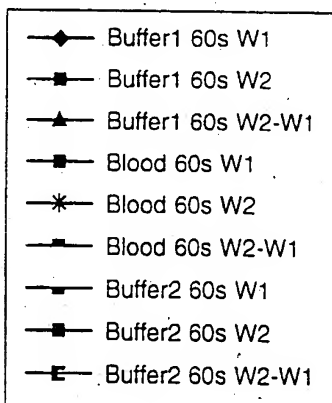 Buffer1 60s W1
Buffer1 60s W2
Buffer1 60s W2-W1
Blood 60s W1
Blood 60s W2
Blood 60s W2-W1
Buffer2 60s W1
Buffer2 60s W2
Buffer2 60s W2-W1